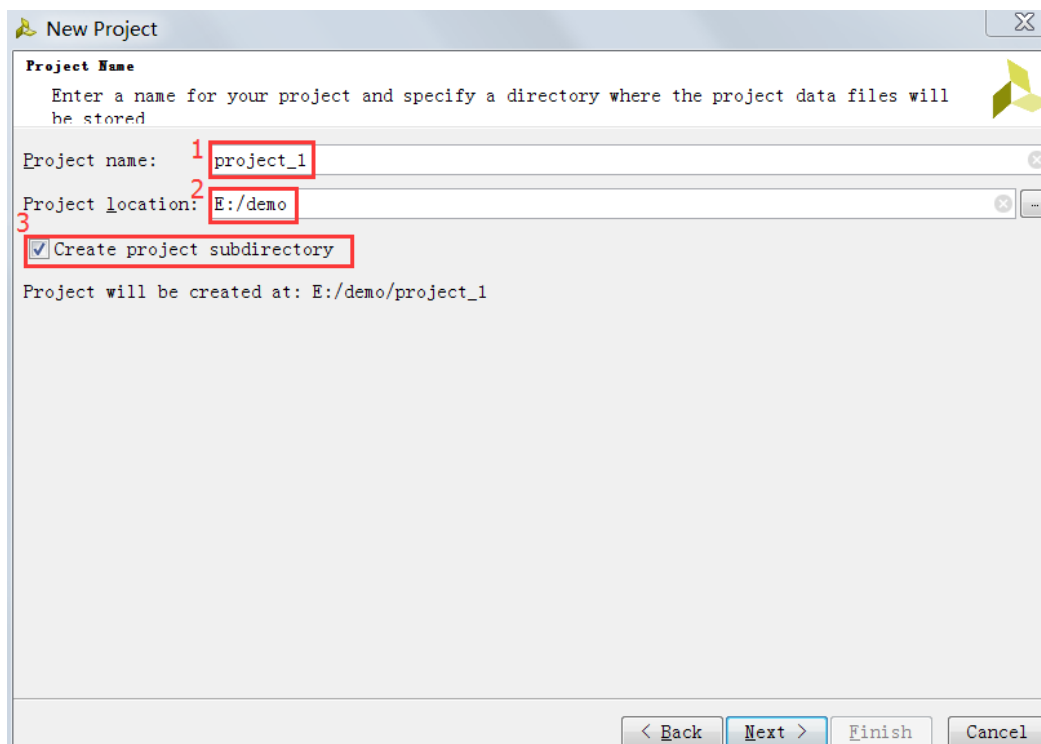 New Project
Project Name
Enter a name for your project and specify a directory where the project data files will
be stored
Project name: 1 project_1
Project location: 2 E:/demo ...
3
Create project subdirectory
Project will be created at: E:/demo/project_1
< Back Next > Finish Cancel